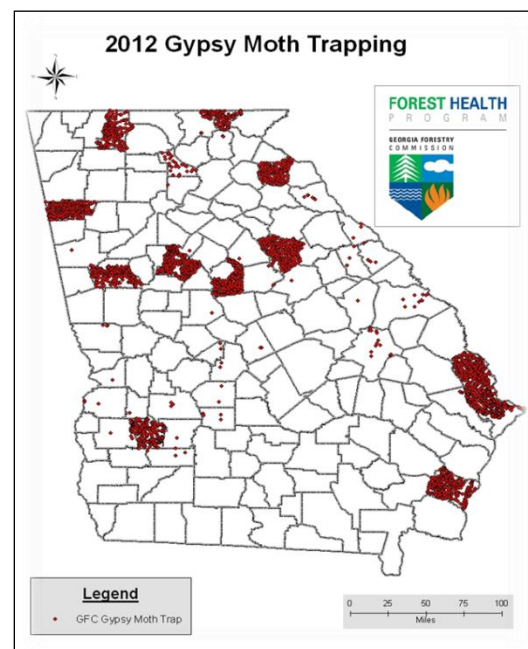 2012 Gypsy Moth Trapping
FOREST HEALTH
PROGRAM
GEORGIA FORESTRY
COMMISSION
Legend
GFC Gypsy Moth Trap
0 25 50 75 100
Miles